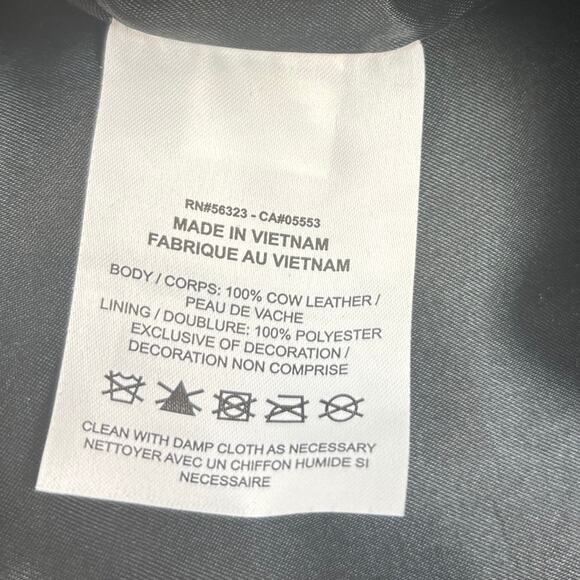 RN#56323 - CA#05553
MADE IN VIETNAM
FABRIQUE AU VIETNAM
BODY / CORPS: 100% COW LEATHER /
PEAU DE VACHE
LINING / DOUBLURE: 100% POLYESTER
EXCLUSIVE OF DECORATION /
DECORATION NON COMPRISE
CLEAN WITH DAMP CLOTH AS NECESSARY
NETTOYER AVEC UN CHIFFON HUMIDE SI
NECESSAIRE